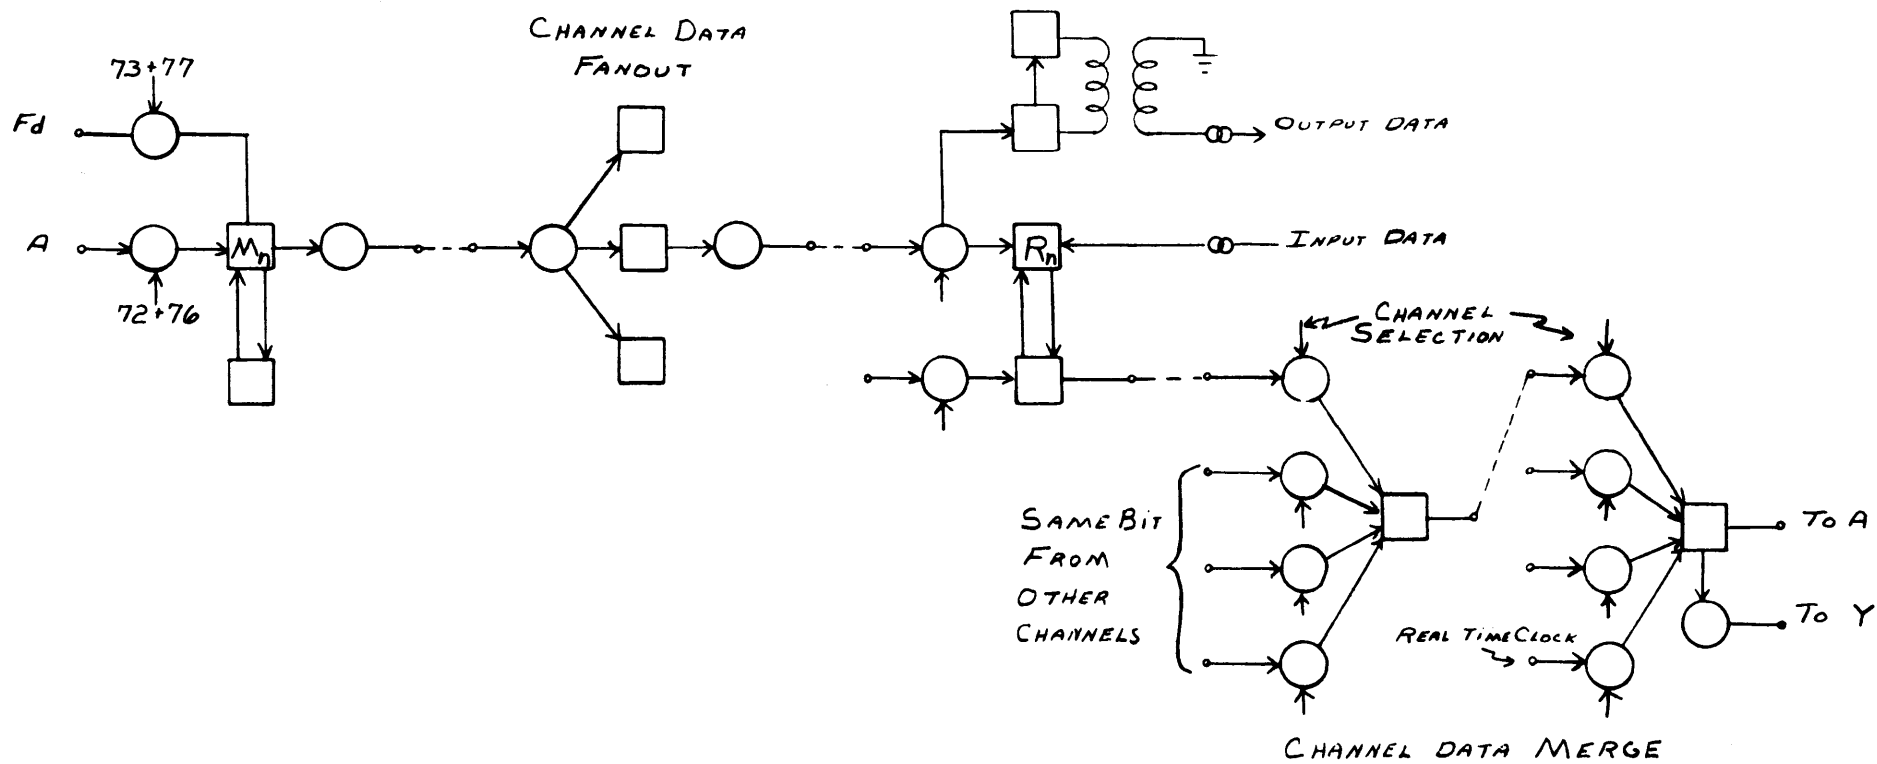 CHANNEL DATA
FANOUT
73+77
Fd
OUTPUT DATA
A
Mn
Rn
INPUT DATA
72+76
CHANNEL
SELECTION
SAME BIT
FROM
OTHER
CHANNELS
TO A
TO Y
REAL TIME CLOCK
CHANNEL DATA MERGE